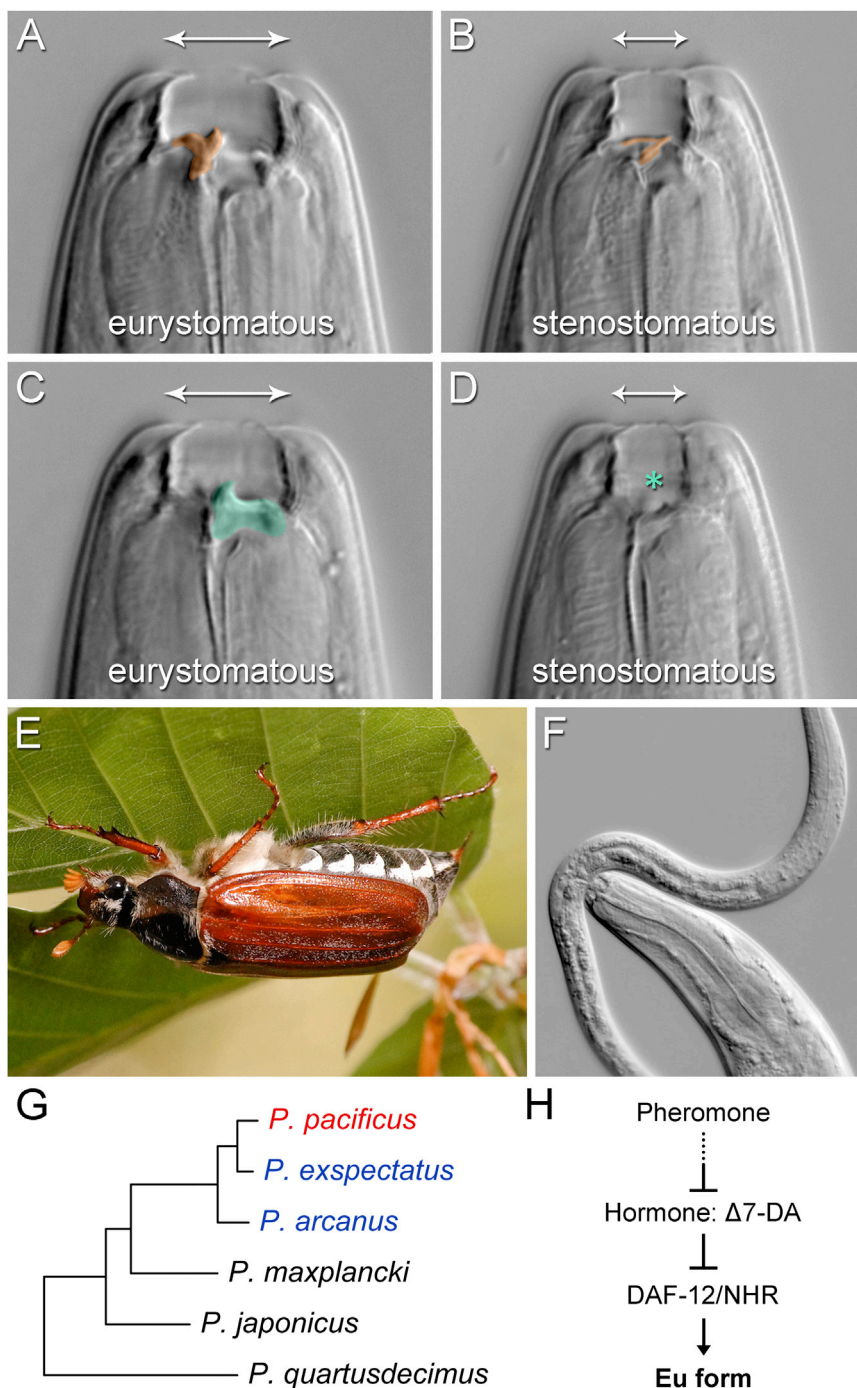 A
eurystomatous
B
stenostomatous
C
eurystomatous
D
*
stenostomatous
E
F
G
P. pacificus
P. exspectatus
P. arcanus
P. maxplancki
P. japonicus
P. quartusdecimus
H
Pheromone
Hormone: Δ7-DA
DAF-12/NHR
Eu form